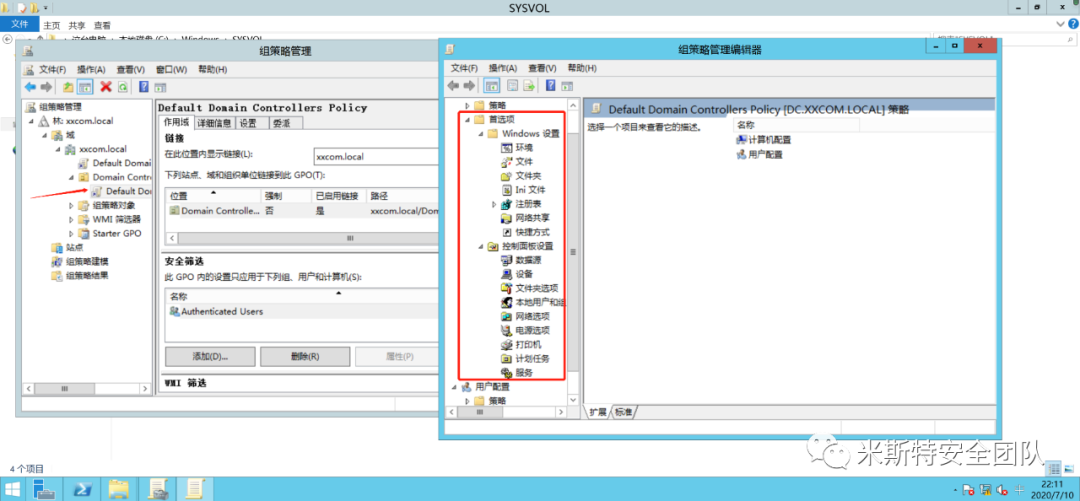 SYSVOL
文件 主页 共享 查看
组策略管理
文件(F) 操作(A) 查看(V) 窗口(W) 帮助(H)
组策略管理
林: xxcom.local
域
xxcom.local
Default Domai
Domain Contr
Default Do
组策略对象
WMI 筛选器
Starter GPO
站点
组策略建模
组策略结果
Default Domain Controllers Policy
作用域 详细信息 设置 委派
链接
在此位置内显示链接(L): xxcom.local
下列站点、域和组织单位链接到此 GPO(T):
位置 强制 已启用链接 路径
Domain Controlle... 否 是 xxcom.local/Dom
安全筛选
此 GPO 内的设置只应用于下列组、用户和计算机(S):
名称
Authenticated Users
添加(D)... 删除(R) 属性(P)
WMI 筛选
组策略管理编辑器
文件(F) 操作(A) 查看(V) 帮助(H)
策略
首选项
Windows 设置
环境
文件
文件夹
Ini 文件
注册表
网络共享
快捷方式
控制面板设置
数据源
设备
文件夹选项
本地用户和组
网络选项
电源选项
打印机
计划任务
服务
用户配置
策略
Default Domain Controllers Policy [DC.XXCOM.LOCAL] 策略
选择一个项目来查看它的描述。
名称
计算机配置
用户配置
扩展 标准
米斯特安全团队
4 个项目
22:11
2020/7/10